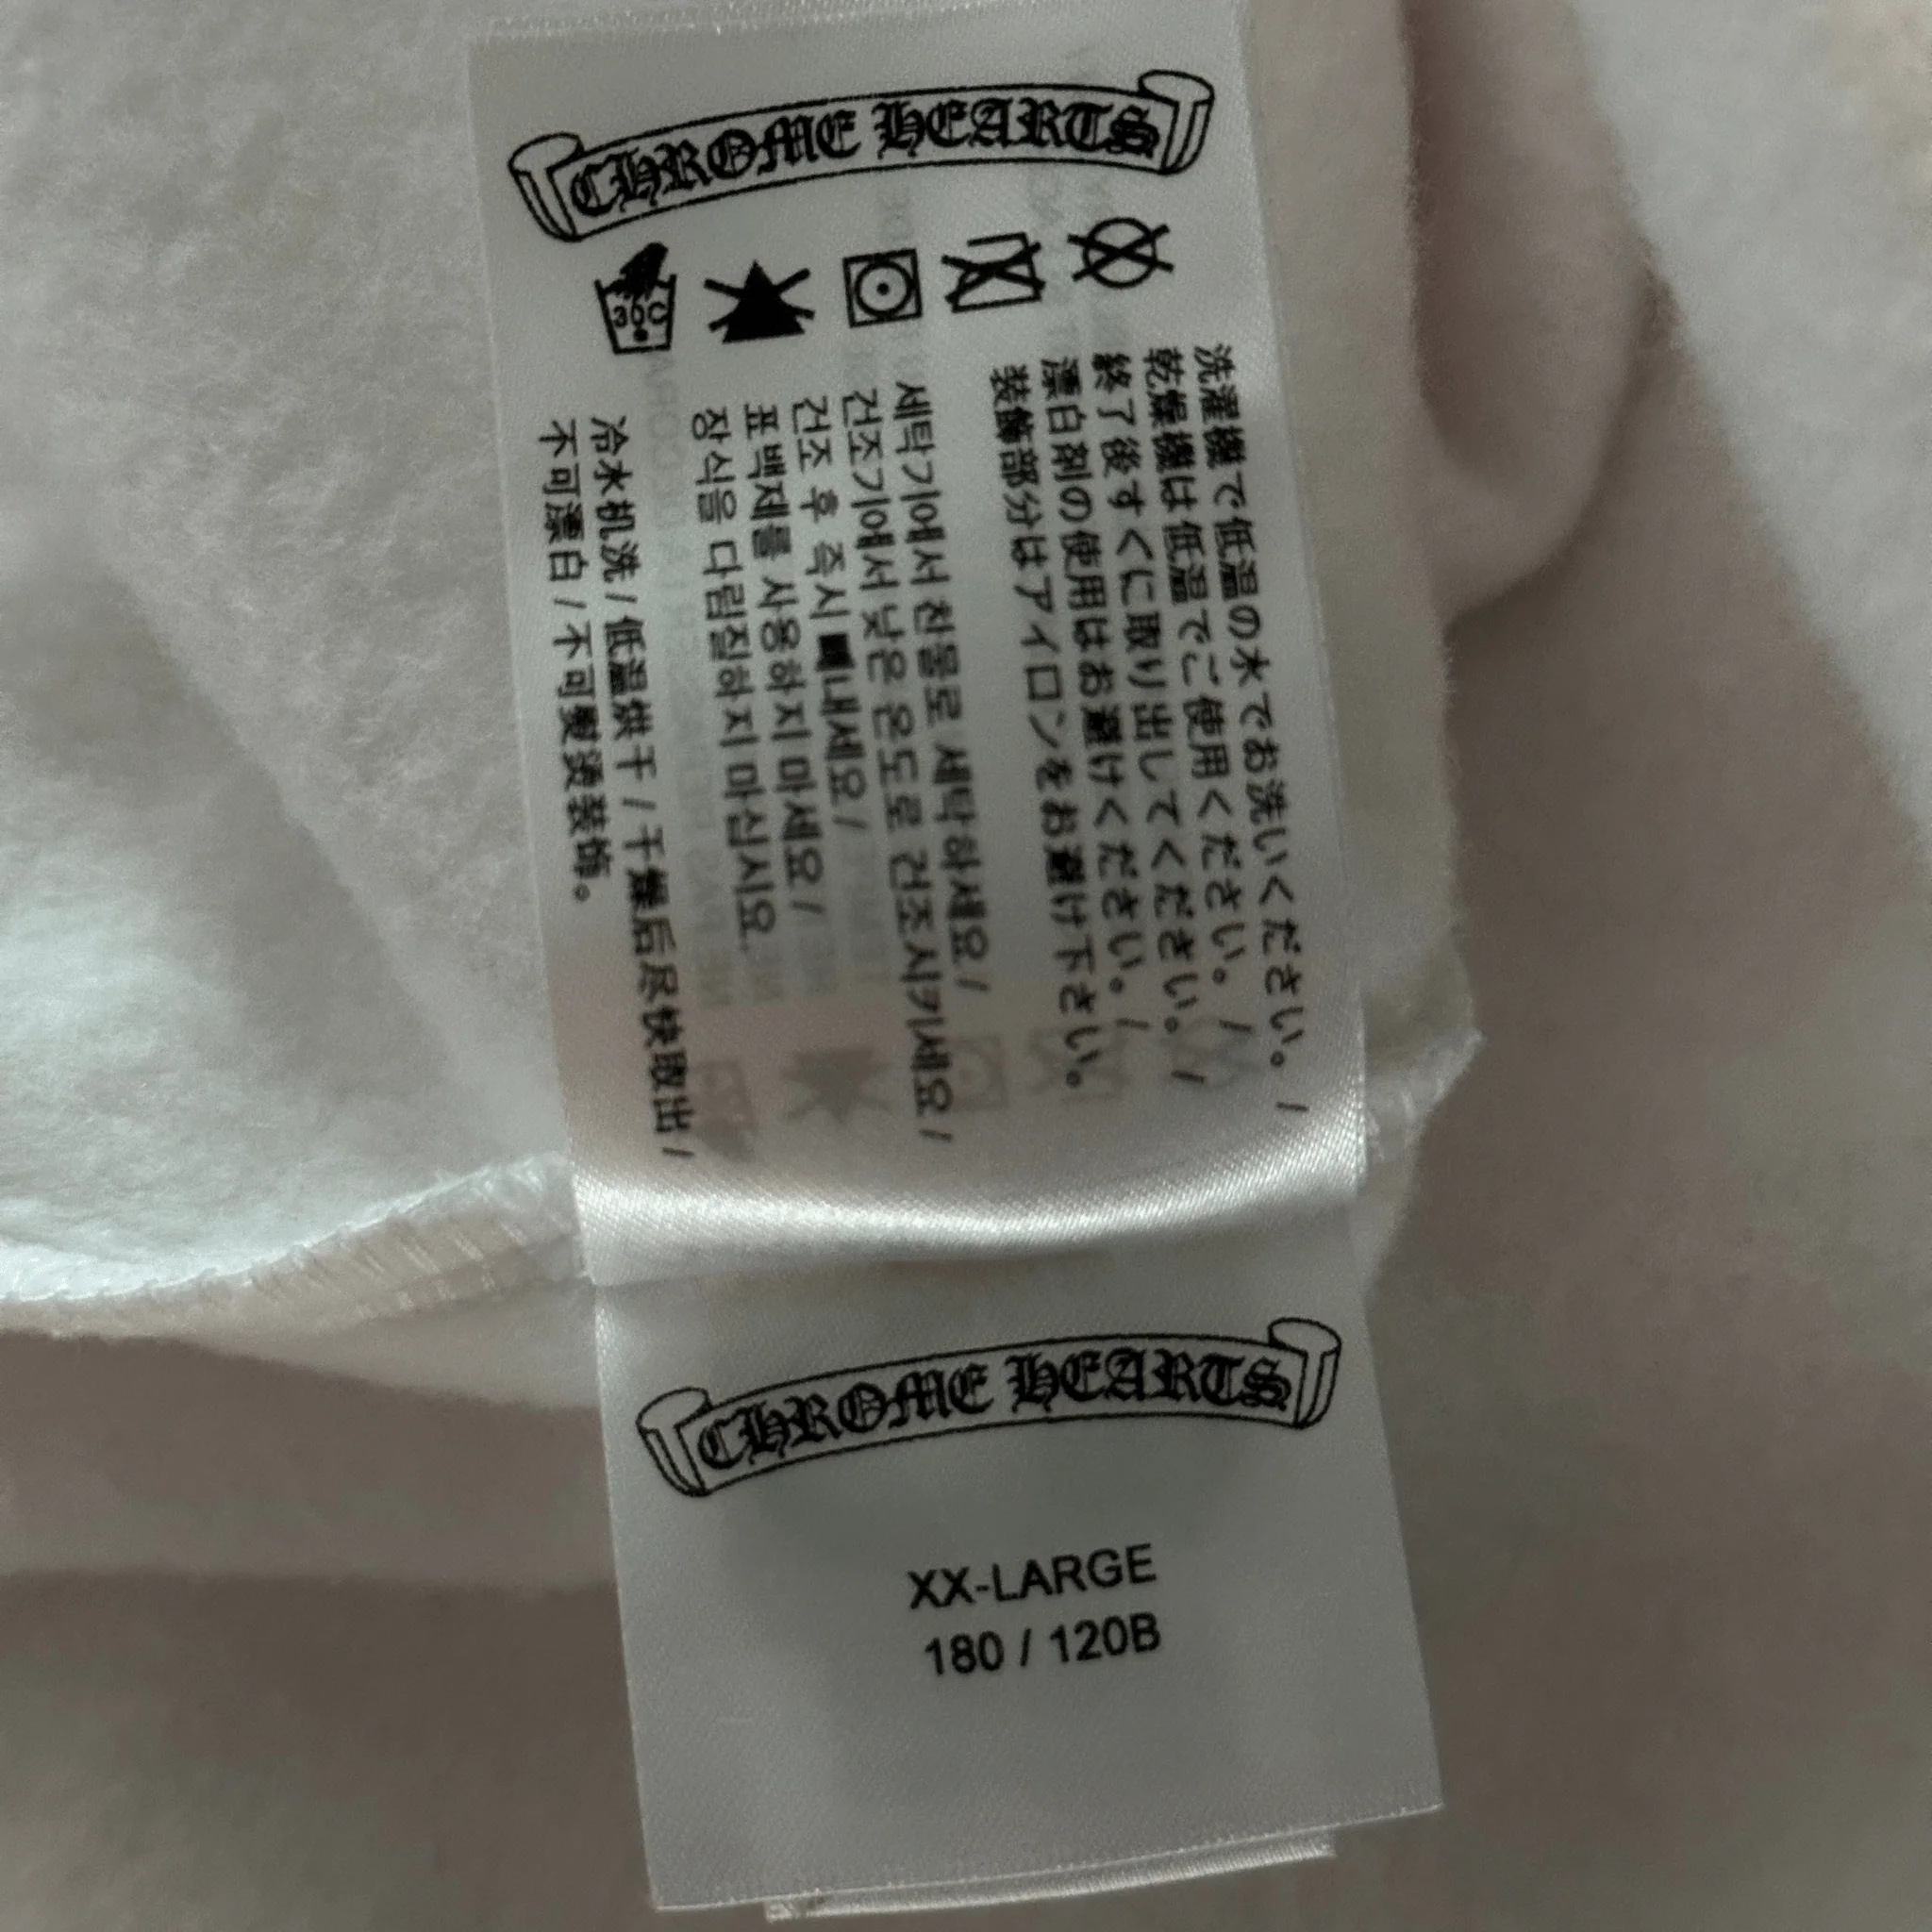 CHROME HEARTS
30C
洗濯機で低温の水でお洗いください。 /
乾燥機は低温でご使用ください。 /
終了後すぐに取り出してください。 /
漂白剤の使用はお避けください。 /
装飾部分はアイロンをお避け下さい。
세탁기에서 찬물로 세탁하세요 /
건조기에서 낮은 온도로 건조시키세요 /
건조 후 즉시 빼내세요 /
표백제를 사용하지 마세요 /
장식을 다림질하지 마십시요
冷水机洗 / 低温烘干 / 干燥后尽快取出 /
不可漂白 / 不可熨烫装饰。
CHROME HEARTS
XX-LARGE
180 / 120B